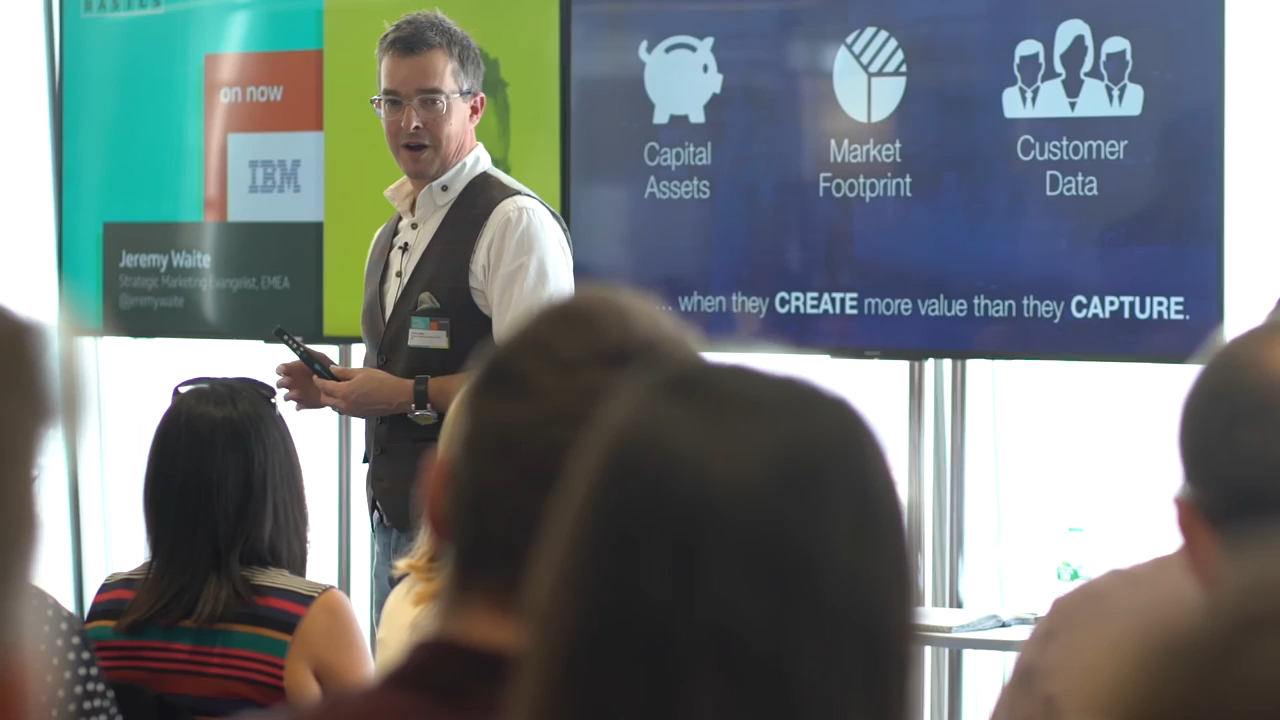 BASICS
on now
IBM
Jeremy Waite
Strategic Marketing Evangelist, EMEA
@jeremywaite
Capital
Assets
Market
Footprint
Customer
Data
... when they CREATE more value than they CAPTURE.